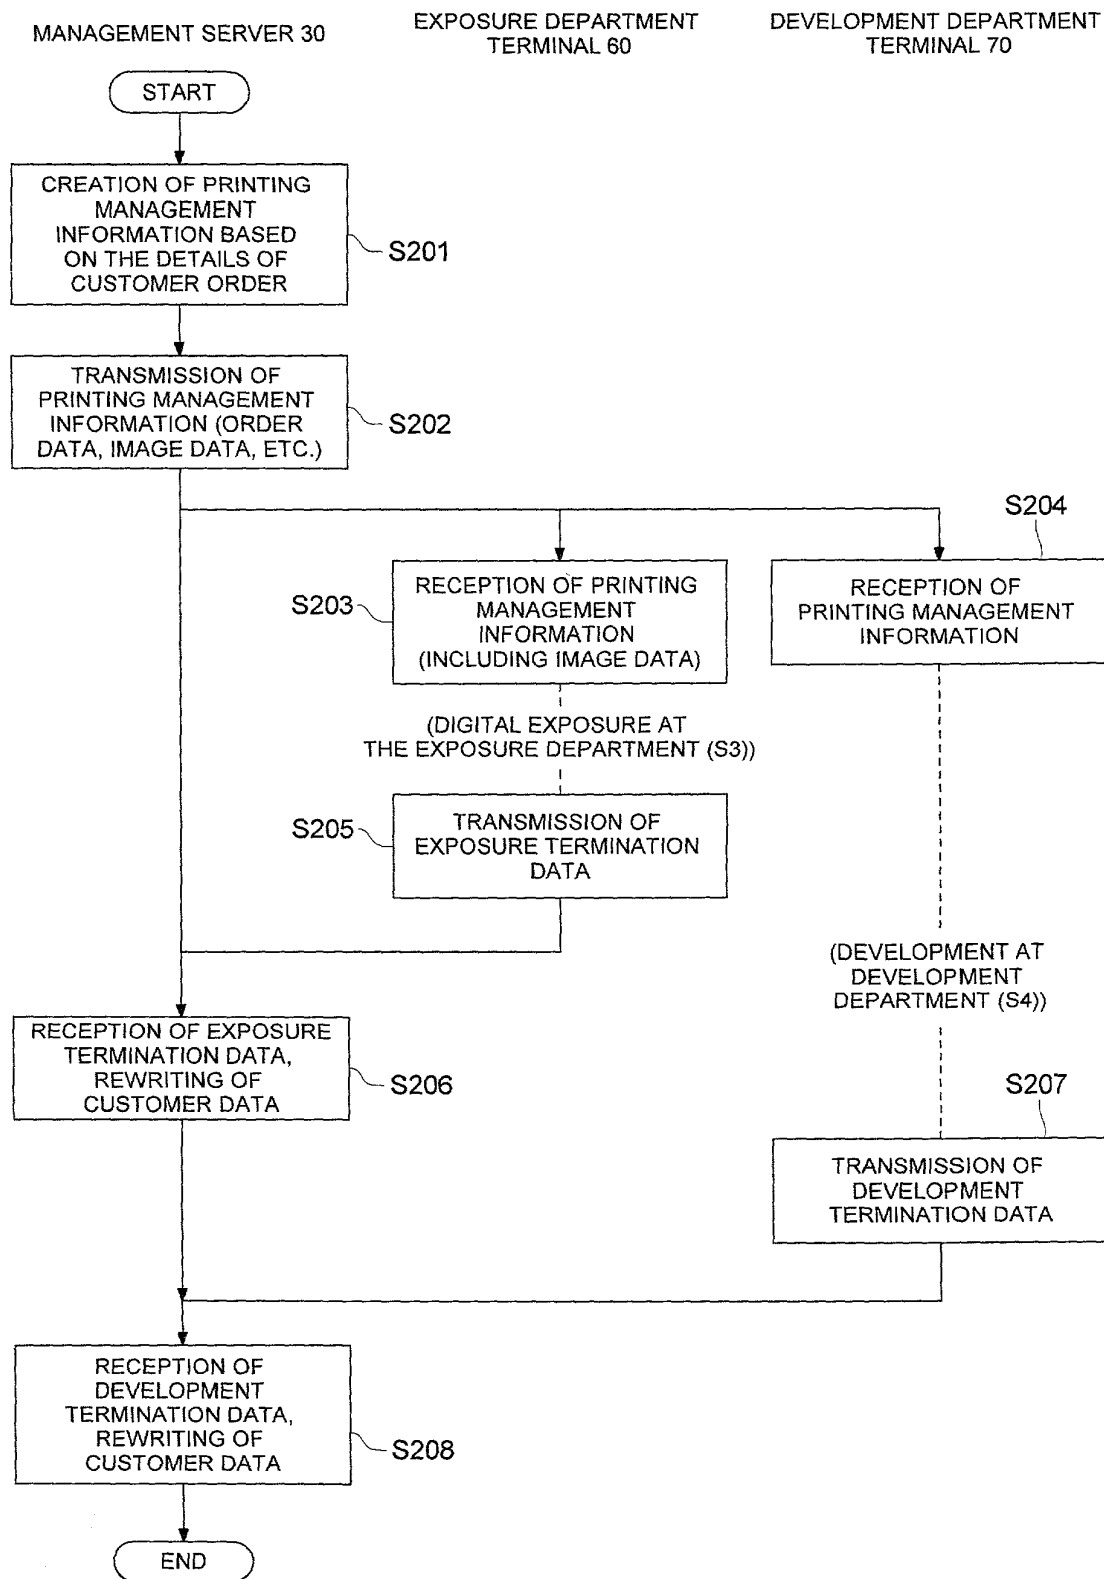 MANAGEMENT SERVER 30
EXPOSURE DEPARTMENT
TERMINAL 60
DEVELOPMENT DEPARTMENT
TERMINAL 70
START
CREATION OF PRINTING
MANAGEMENT
INFORMATION BASED
ON THE DETAILS OF
CUSTOMER ORDER
S201
TRANSMISSION OF
PRINTING MANAGEMENT
INFORMATION (ORDER
DATA, IMAGE DATA, ETC.)
S202
S203
RECEPTION OF PRINTING
MANAGEMENT
INFORMATION
(INCLUDING IMAGE DATA)
S204
RECEPTION OF
PRINTING MANAGEMENT
INFORMATION
(DIGITAL EXPOSURE AT
THE EXPOSURE DEPARTMENT (S3))
S205
TRANSMISSION OF
EXPOSURE TERMINATION
DATA
(DEVELOPMENT AT
DEVELOPMENT
DEPARTMENT (S4))
RECEPTION OF EXPOSURE
TERMINATION DATA,
REWRITING OF
CUSTOMER DATA
S206
S207
TRANSMISSION OF
DEVELOPMENT
TERMINATION DATA
RECEPTION OF
DEVELOPMENT
TERMINATION DATA,
REWRITING OF
CUSTOMER DATA
S208
END